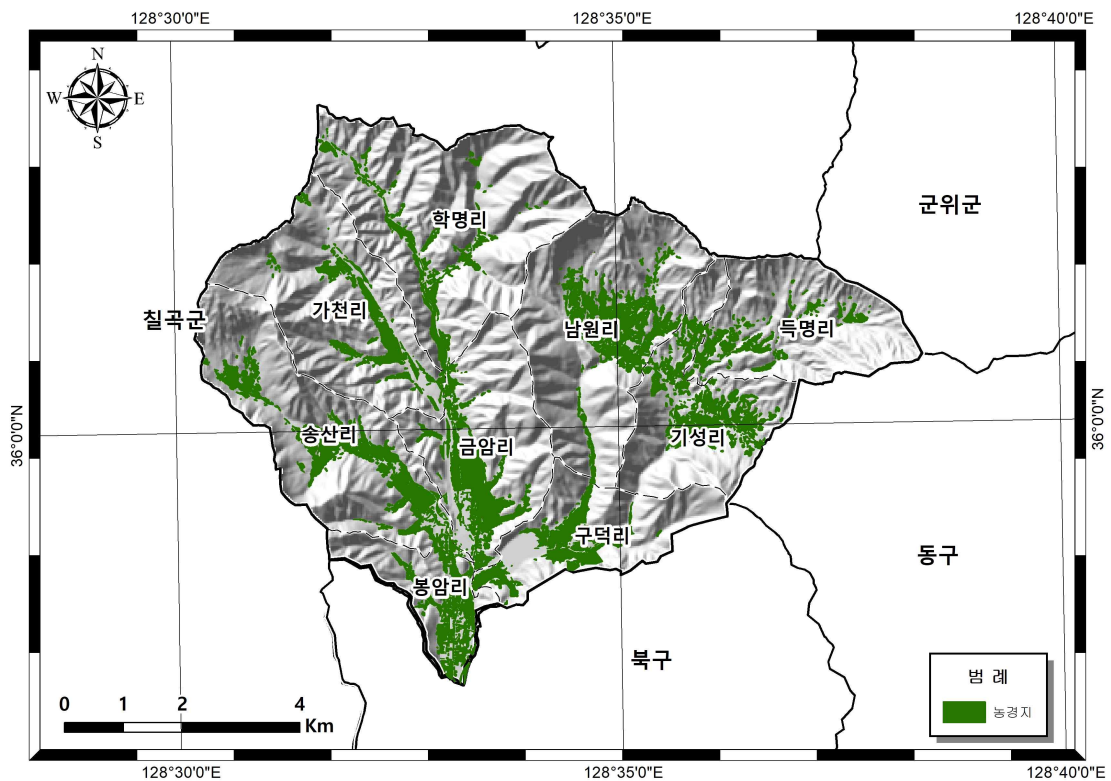 128°30'0"E
128°35'0"E
128°40'0"E
N
W
E
S
군위군
학명리
가천리
칠곡군
남원리
득명리
36°0'0"N
36°0'0"N
송산리
금암리
기성리
구덕리
동구
봉암리
북구
범 례
농경지
0 1 2 4
Km
128°30'0"E
128°35'0"E
128°40'0"E